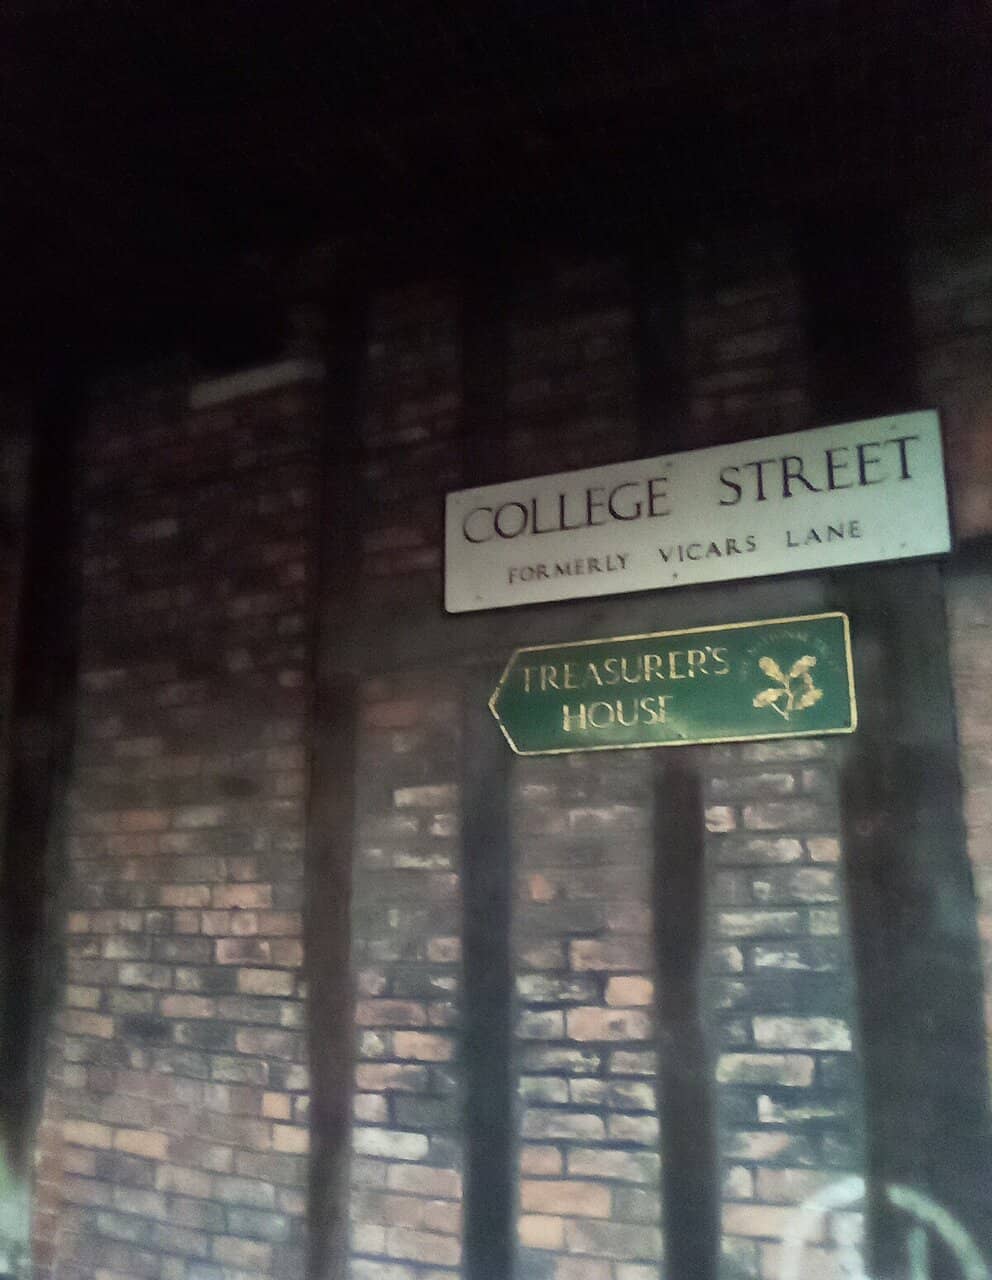 COLLEGE STREET
FORMERLY VICARS LANE
TREASURER'S
HOUSE